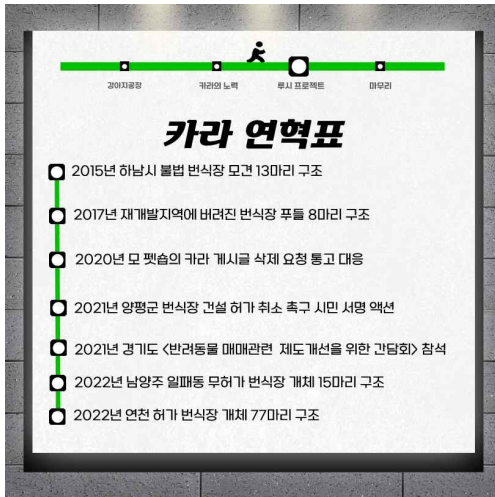 강아지공장
카라의 노력
루시 프로젝트
마무리
카라 연혁표
2015년 하남시 불법 번식장 모견 13마리 구조
2017년 재개발지역에 버려진 번식장 푸들 8마리 구조
2020년 모 펫숍의 카라 게시글 삭제 요청 통고 대응
2021년 양평군 번식장 건설 허가 취소 촉구 시민 서명 액션
2021년 경기도 <반려동물 매매관련 제도개선을 위한 간담회> 참석
2022년 남양주 일패동 무허가 번식장 개체 15마리 구조
2022년 연천 허가 번식장 개체 77마리 구조